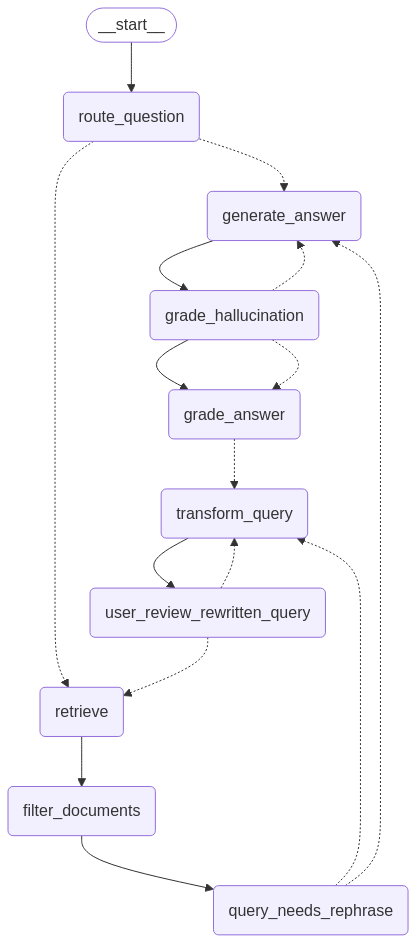 __start__
route_question
generate_answer
grade_hallucination
grade_answer
transform_query
user_review_rewritten_query
retrieve
filter_documents
query_needs_rephrase